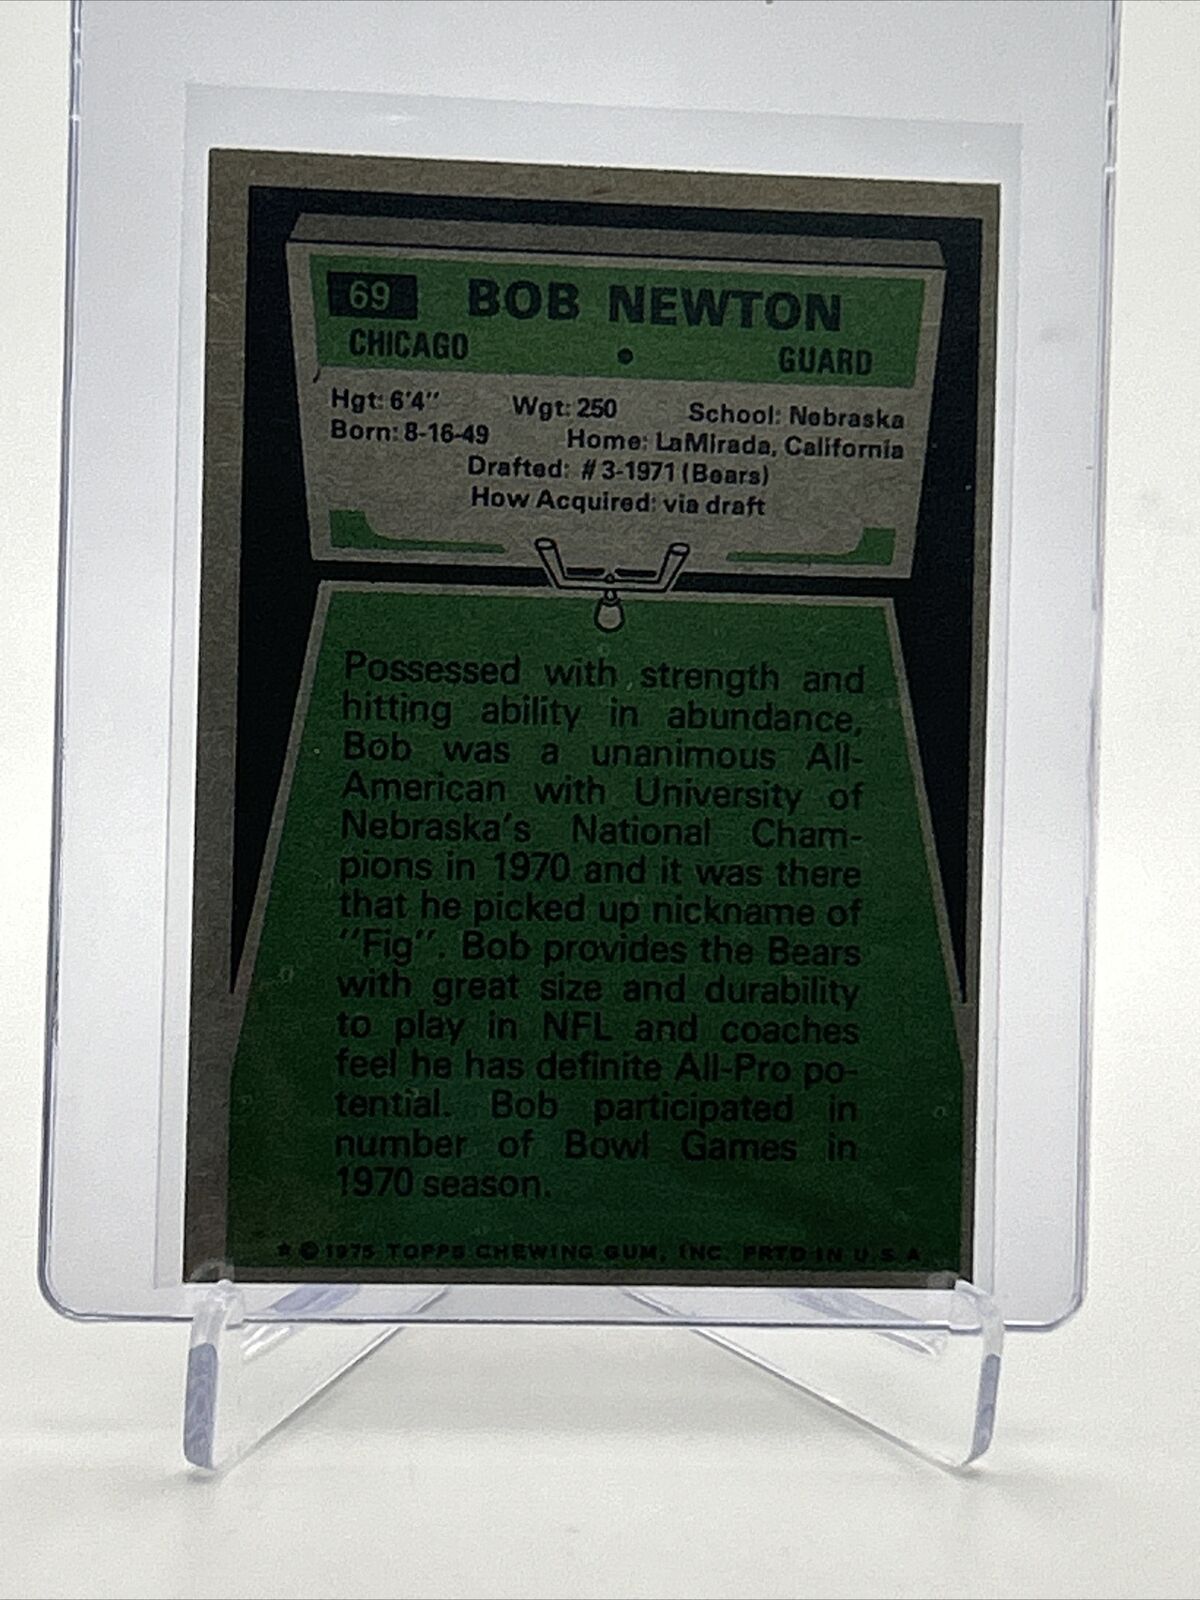 69 BOB NEWTON
CHICAGO • GUARD
Hgt: 6'4" Wgt: 250 School: Nebraska
Born: 8-16-49 Home: LaMirada, California
Drafted: #3-1971 (Bears)
How Acquired: via draft
Possessed with strength and
hitting ability in abundance,
Bob was a unanimous All-
American with University of
Nebraska's National Cham-
pions in 1970 and it was there
that he picked up nickname of
"Fig". Bob provides the Bears
with great size and durability
to play in NFL and coaches
feel he has definite All-Pro po-
tential. Bob participated in
number of Bowl Games in
1970 season.
★ © 1975 TOPPS CHEWING GUM, INC. PRTD IN U.S.A